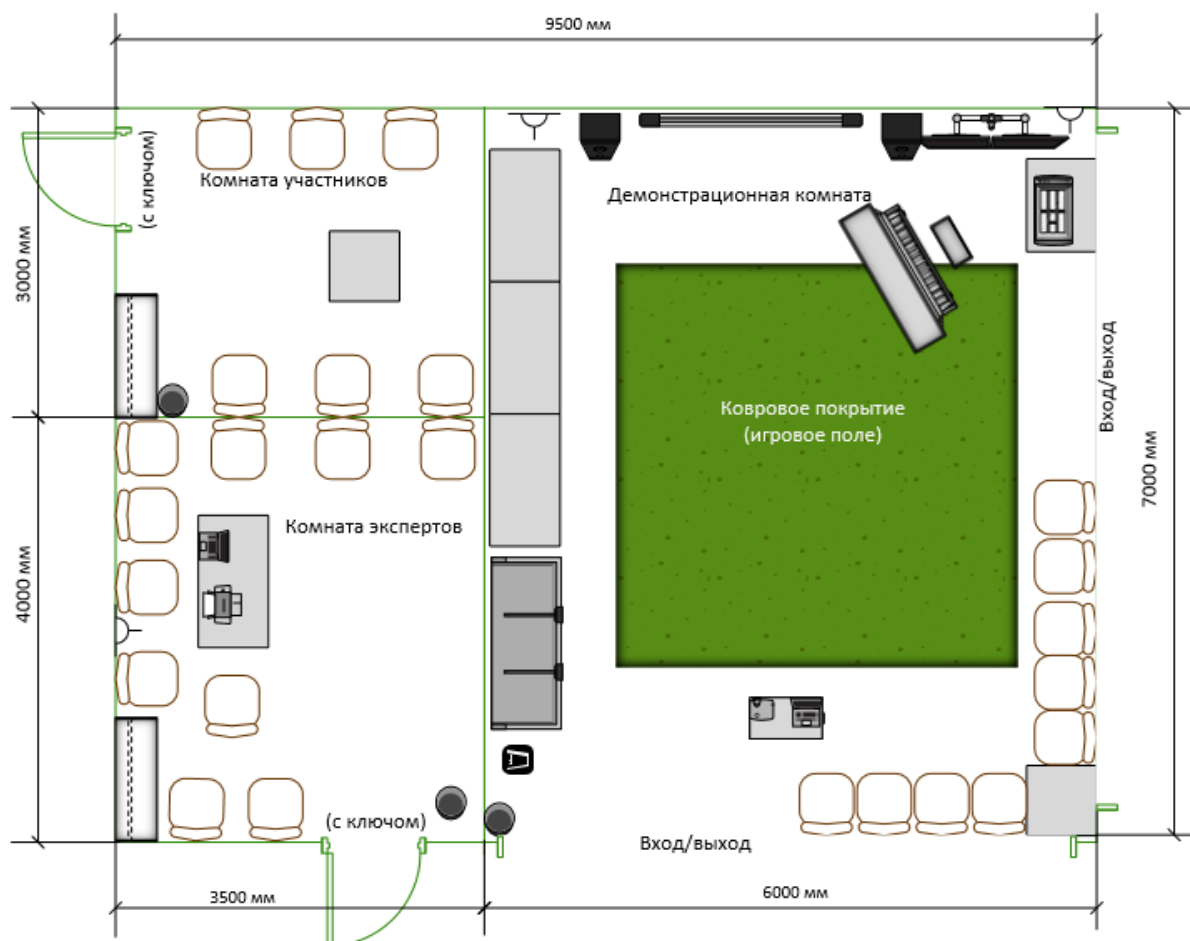 9500 мм
Комната участников
(с ключом)
Демонстрационная комната
3000 мм
Вход/выход
7000 мм
Ковровое покрытие
(игровое поле)
Комната экспертов
4000 мм
(с ключом)
Вход/выход
3500 мм
6000 мм